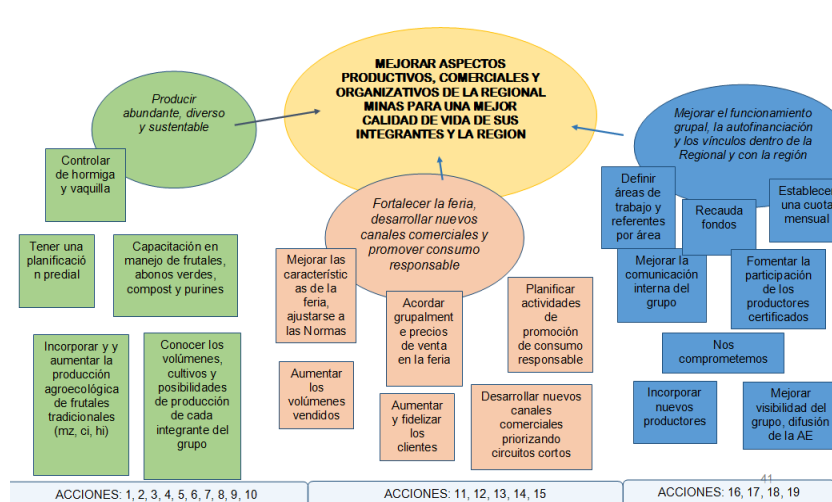 MEJORAR ASPECTOS
PRODUCTIVOS, COMERCIALES Y
ORGANIZATIVOS DE LA REGIONAL
MINAS PARA UNA MEJOR
CALIDAD DE VIDA DE SUS
INTEGRANTES Y LA REGION
Producir
abundante, diverso
y sustentable
Controlar
de hormiga
y vaquilla
Tener una
planificació
n predial
Capacitación en
manejo de frutales,
abonos verdes,
compost y purines
Incorporar y y
aumentar la
producción
agroecológica
de frutales
tradicionales
(mz, ci, hi)
Conocer los
volúmenes,
cultivos y
posibilidades
de producción
de cada
integrante del
grupo
Fortalecer la feria,
desarrollar nuevos
canales comerciales y
promover consumo
responsable
Mejorar las
característic
as de la
feria,
ajustarse a
las Normas
Acordar
grupalment
e precios
de venta
en la feria
Planificar
actividades
de
promoción
de consumo
responsable
Aumentar
los
volúmenes
vendidos
Aumentar
y fidelizar
los
clientes
Desarrollar nuevos
canales
comerciales
priorizando
circuitos cortos
Mejorar el funcionamiento
grupal, la autofinanciación
y los vínculos dentro de la
Regional y con la región
Definir
áreas de
trabajo y
referentes
por área
Recauda
fondos
Establecer
una cuota
mensual
Mejorar la
comunicación
interna del
grupo
Fomentar la
participación
de los
productores
certificados
Nos
comprometemos
Incorporar
nuevos
productores
Mejorar
visibilidad del
grupo, difusión
de la AE
41
ACCIONES: 1, 2, 3, 4, 5, 6, 7, 8, 9, 10
ACCIONES: 11, 12, 13, 14, 15
ACCIONES: 16, 17, 18, 19